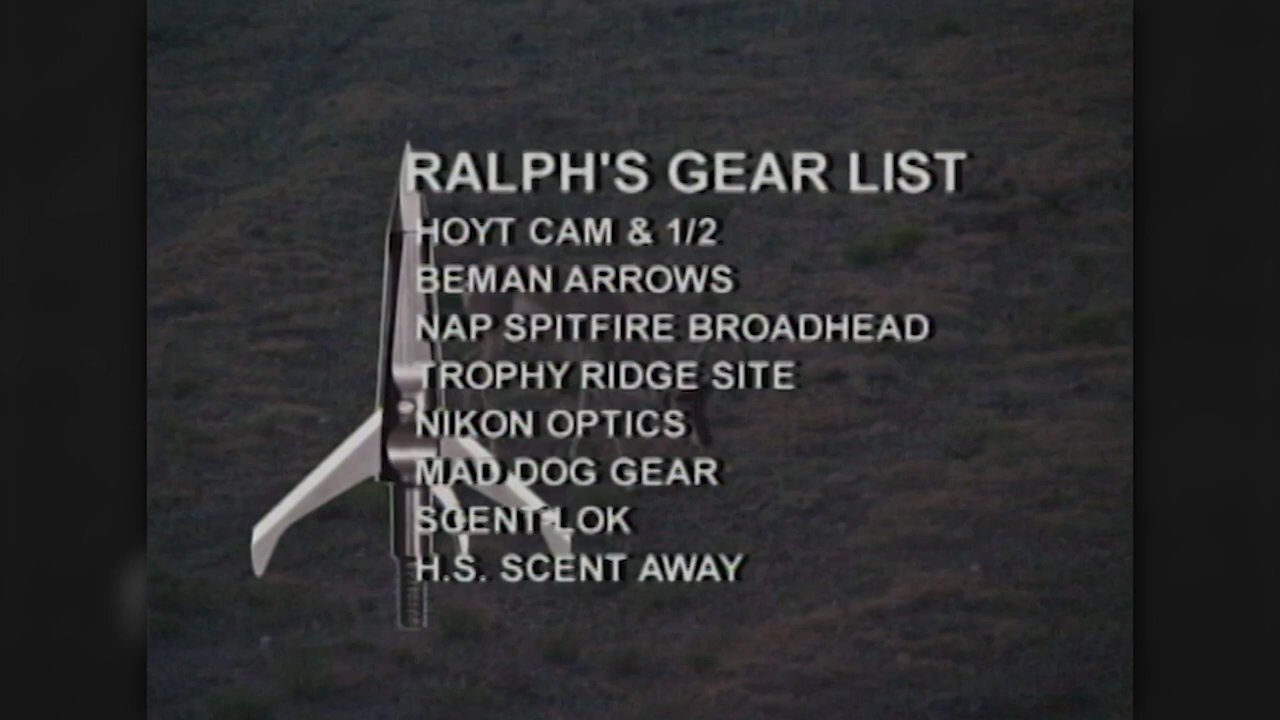 RALPH'S GEAR LIST
HOYT CAM & 1/2
BEMAN ARROWS
NAP SPITFIRE BROADHEAD
TROPHY RIDGE SITE
NIKON OPTICS
MAD DOG GEAR
SCENT-LOK
H.S. SCENT AWAY